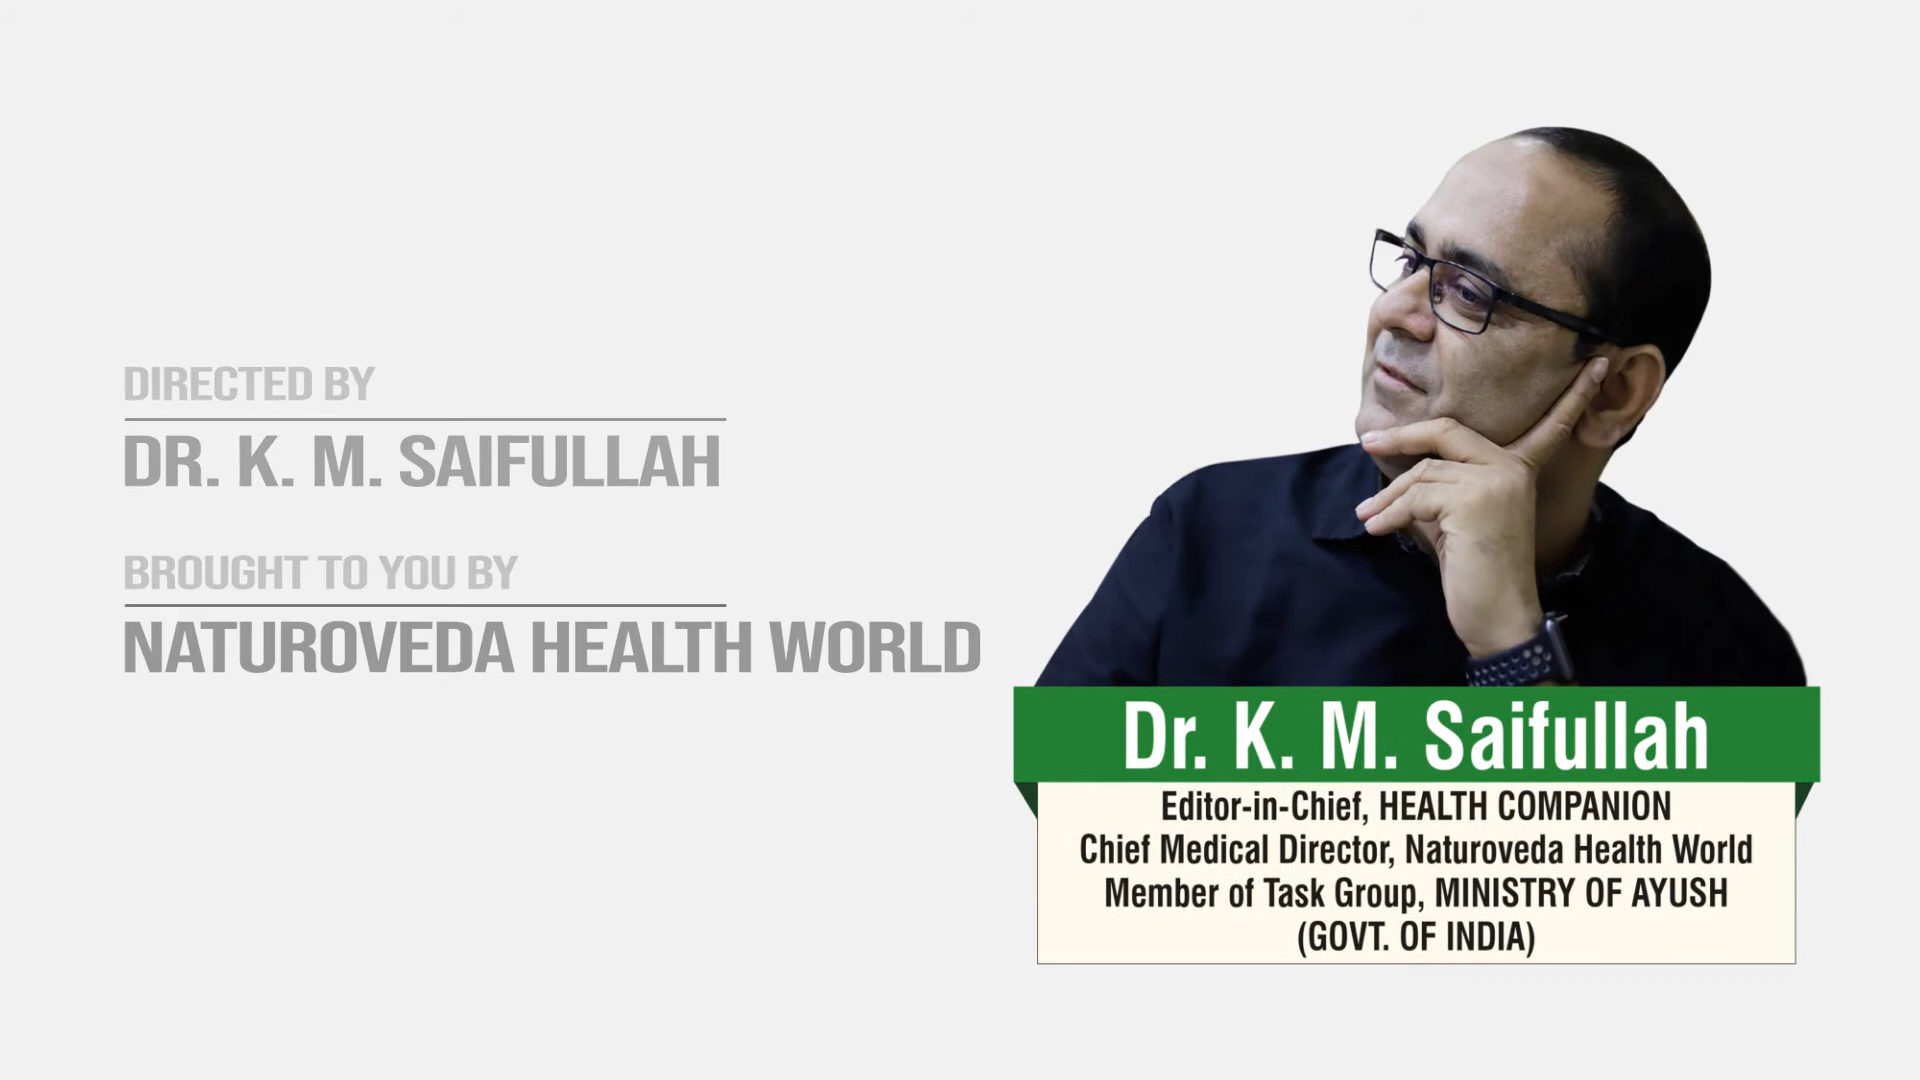 DIRECTED BY
DR. K. M. SAIFULLAH
BROUGHT TO YOU BY
NATUROVEDA HEALTH WORLD
Dr. K. M. Saifullah
Editor-in-Chief, HEALTH COMPANION
Chief Medical Director, Naturoveda Health World
Member of Task Group, MINISTRY OF AYUSH
(GOVT. OF INDIA)